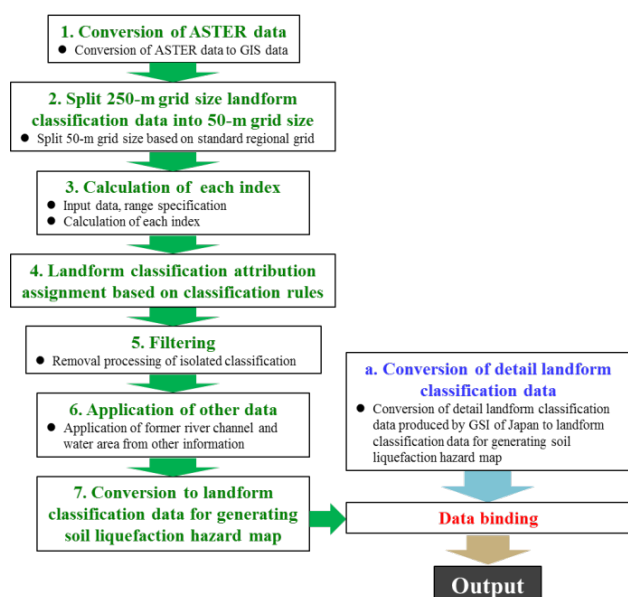 1. Conversion of ASTER data
● Conversion of ASTER data to GIS data
2. Split 250-m grid size landform
classification data into 50-m grid size
● Split 50-m grid size based on standard regional grid
3. Calculation of each index
● Input data, range specification
● Calculation of each index
4. Landform classification attribution
assignment based on classification rules
5. Filtering
● Removal processing of isolated classification
6. Application of other data
● Application of former river channel and
water area from other information
7. Conversion to landform
classification data for generating
soil liquefaction hazard map
a. Conversion of detail landform
classification data
● Conversion of detail landform classification
data produced by GSI of Japan to landform
classification data for generating soil
liquefaction hazard map
Data binding
Output